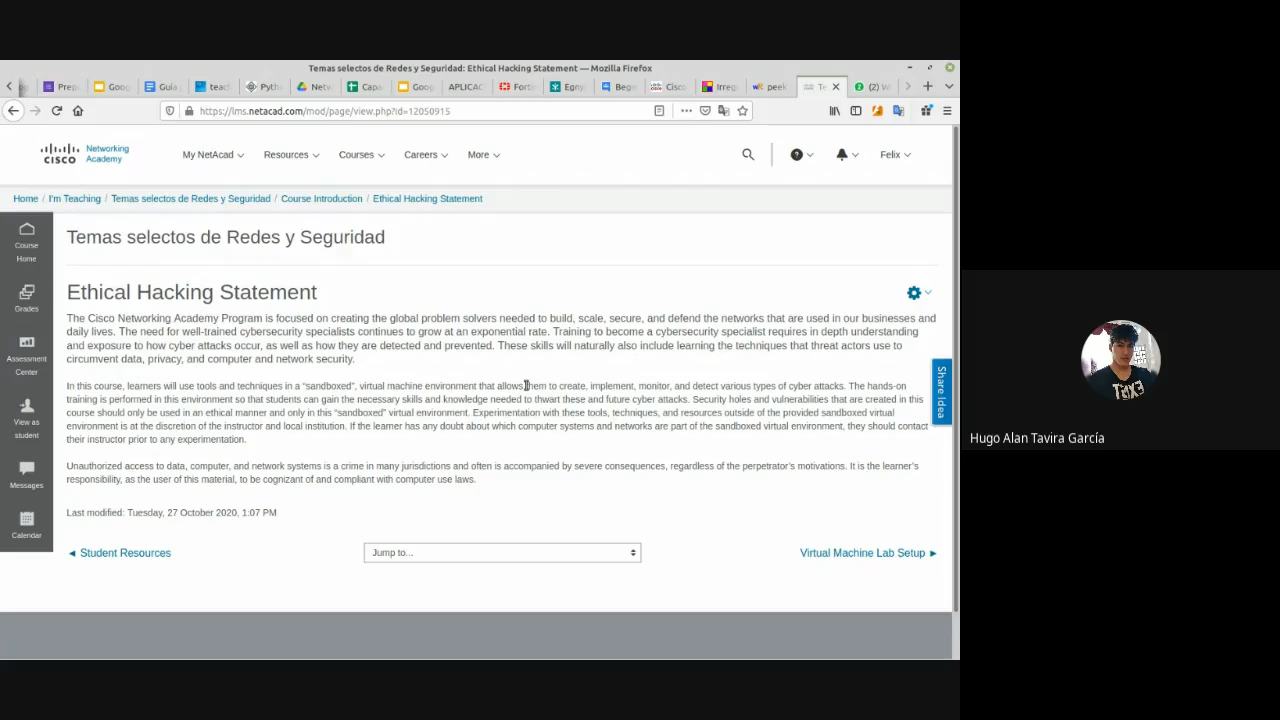 Temas selectos de Redes y Seguridad: Ethical Hacking Statement — Mozilla Firefox
Prep
Goog
Guía
teac
Pytho
Netv
Capa
Goog
APLICAC
Forti
Egny
Bego
Cisco
Irreg
peek
Te
(2) W
https://lms.netacad.com/mod/page/view.php?id=12050915
CISCO
Networking
Academy
My NetAcad
Resources
Courses
Careers
More
Felix
Home / I'm Teaching / Temas selectos de Redes y Seguridad / Course Introduction / Ethical Hacking Statement
Course
Home
Grades
Assessment
Center
View as
student
Messages
Calendar
Temas selectos de Redes y Seguridad
Ethical Hacking Statement
The Cisco Networking Academy Program is focused on creating the global problem solvers needed to build, scale, secure, and defend the networks that are used in our businesses and
daily lives. The need for well-trained cybersecurity specialists continues to grow at an exponential rate. Training to become a cybersecurity specialist requires in depth understanding
and exposure to how cyber attacks occur, as well as how they are detected and prevented. These skills will naturally also include learning the techniques that threat actors use to
circumvent data, privacy, and computer and network security.
In this course, learners will use tools and techniques in a “sandboxed”, virtual machine environment that allows them to create, implement, monitor, and detect various types of cyber attacks. The hands-on
training is performed in this environment so that students can gain the necessary skills and knowledge needed to thwart these and future cyber attacks. Security holes and vulnerabilities that are created in this
course should only be used in an ethical manner and only in this “sandboxed” virtual environment. Experimentation with these tools, techniques, and resources outside of the provided sandboxed virtual
environment is at the discretion of the instructor and local institution. If the learner has any doubt about which computer systems and networks are part of the sandboxed virtual environment, they should contact
their instructor prior to any experimentation.
Unauthorized access to data, computer, and network systems is a crime in many jurisdictions and often is accompanied by severe consequences, regardless of the perpetrator’s motivations. It is the learner’s
responsibility, as the user of this material, to be cognizant of and compliant with computer use laws.
Last modified: Tuesday, 27 October 2020, 1:07 PM
◄ Student Resources
Jump to...
Virtual Machine Lab Setup ►
Share Idea
Hugo Alan Tavira García